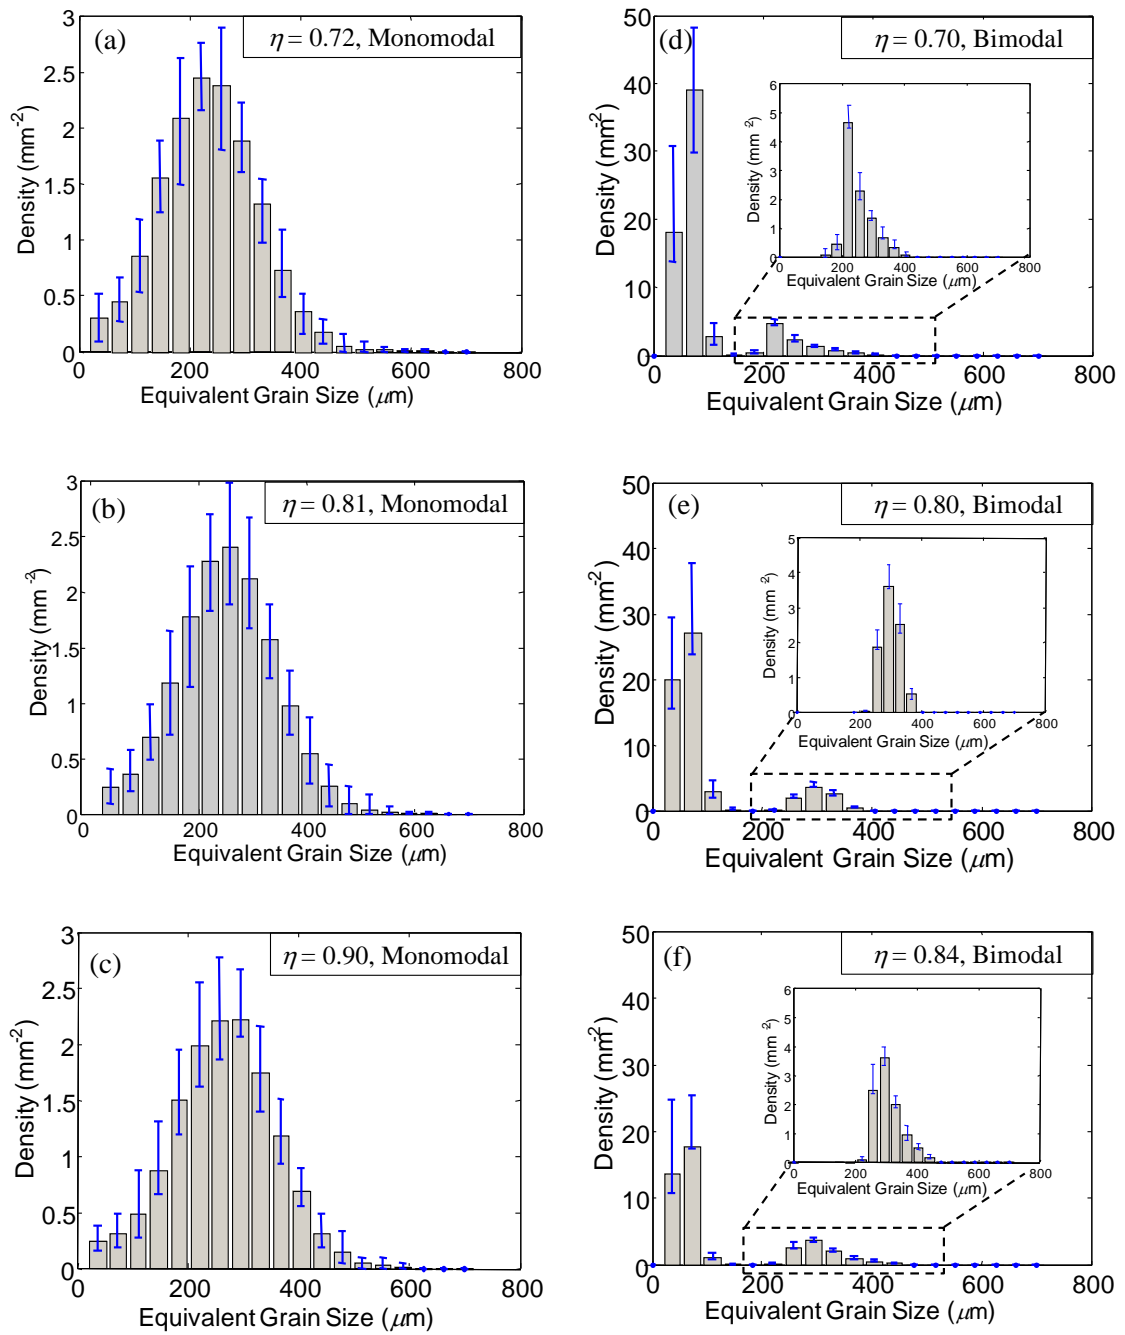 (a)
η = 0.72, Monomodal
3
2.5
2
1.5
1
0.5
0
Density (mm⁻²)
0 200 400 600 800
Equivalent Grain Size (μm)
(d)
η = 0.70, Bimodal
50
40
30
20
10
0
Density (mm⁻²)
6
5
4
3
2
1
0
Density (mm⁻²)
0 200 400 600 800
Equivalent Grain Size (μm)
0 200 400 600 800
Equivalent Grain Size (μm)
(b)
η = 0.81, Monomodal
3
2.5
2
1.5
1
0.5
0
Density (mm⁻²)
0 200 400 600 800
Equivalent Grain Size (μm)
(e)
η = 0.80, Bimodal
50
40
30
20
10
0
Density (mm⁻²)
5
4
3
2
1
0
Density (mm⁻²)
0 200 400 600 800
Equivalent Grain Size (μm)
0 200 400 600 800
Equivalent Grain Size (μm)
(c)
η = 0.90, Monomodal
3
2.5
2
1.5
1
0.5
0
Density (mm⁻²)
0 200 400 600 800
Equivalent Grain Size (μm)
(f)
η = 0.84, Bimodal
50
40
30
20
10
0
Density (mm⁻²)
6
5
4
3
2
1
0
Density (mm⁻²)
0 200 400 600 800
Equivalent Grain Size (μm)
0 200 400 600 800
Equivalent Grain Size (μm)